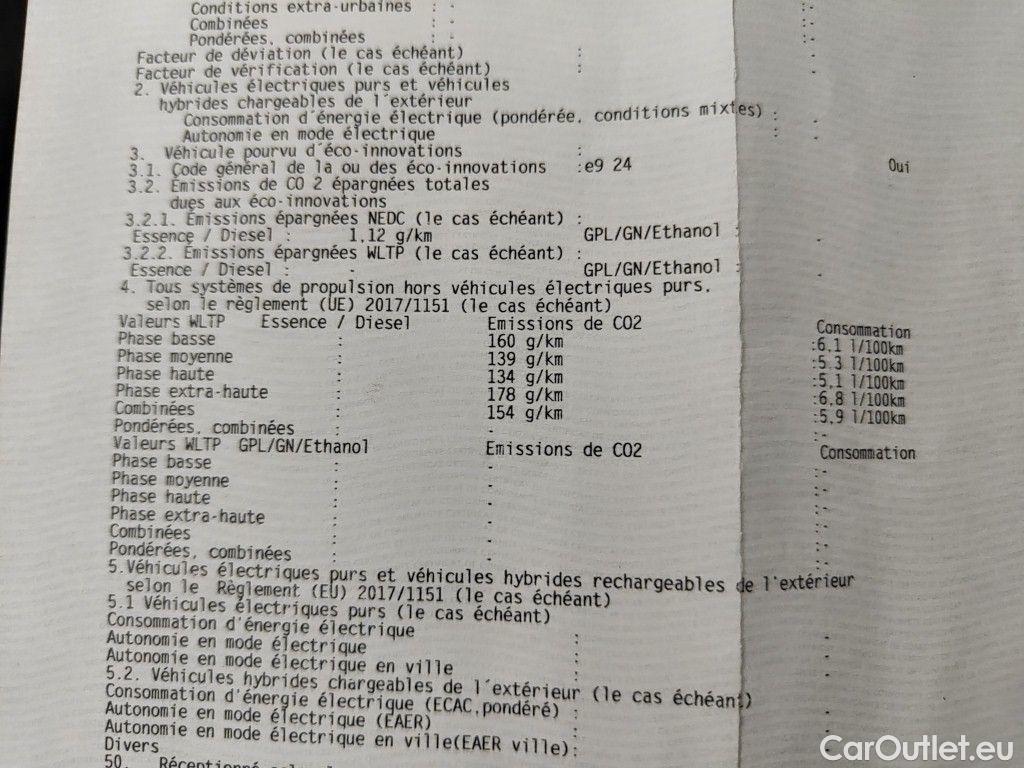 Conditions extra-urbaines : -
Combinées : - :-
Pondérées, combinées : - :-
Facteur de déviation (le cas échéant) : -
Facteur de vérification (le cas échéant) : -
2. Véhicules électriques purs et véhicules
hybrides chargeables de l'extérieur
Consommation d'énergie électrique (pondérée, conditions mixtes) : -
Autonomie en mode électrique : -
3. Véhicule pourvu d'éco-innovations : Oui
3.1. Code général de la ou des éco-innovations :e9 24
3.2. Emissions de CO 2 épargnées totales
dues aux éco-innovations
3.2.1. Emissions épargnées NEDC (le cas échéant) :
Essence / Diesel : 1,12 g/km GPL/GN/Ethanol : -
3.2.2. Emissions épargnées WLTP (le cas échéant) :
Essence / Diesel : - GPL/GN/Ethanol : -
4. Tous systèmes de propulsion hors véhicules électriques purs,
selon le règlement (UE) 2017/1151 (le cas échéant)
Valeurs WLTP Essence / Diesel Emissions de CO2 Consommation
Phase basse : 160 g/km :6,1 l/100km
Phase moyenne : 139 g/km :5,3 l/100km
Phase haute : 134 g/km :5,1 l/100km
Phase extra-haute : 178 g/km :6,8 l/100km
Combinées : 154 g/km :5,9 l/100km
Pondérées, combinées : - :-
Valeurs WLTP GPL/GN/Ethanol Emissions de CO2 Consommation
Phase basse : - :-
Phase moyenne : - :-
Phase haute : - :-
Phase extra-haute : - :-
Combinées : - :-
Pondérées, combinées : - :-
5.Véhicules électriques purs et véhicules hybrides rechargeables de l'extérieur
selon le Règlement (EU) 2017/1151 (le cas échéant)
5.1 Véhicules électriques purs (le cas échéant)
Consommation d'énergie électrique : -
Autonomie en mode électrique : -
Autonomie en mode électrique en ville : -
5.2. Véhicules hybrides chargeables de l'extérieur (le cas échéant)
Consommation d'énergie électrique (ECAC,pondéré) : -
Autonomie en mode électrique (EAER) : -
Autonomie en mode électrique en ville(EAER ville): -
Divers
50. Réceptionné
CarOutlet.eu